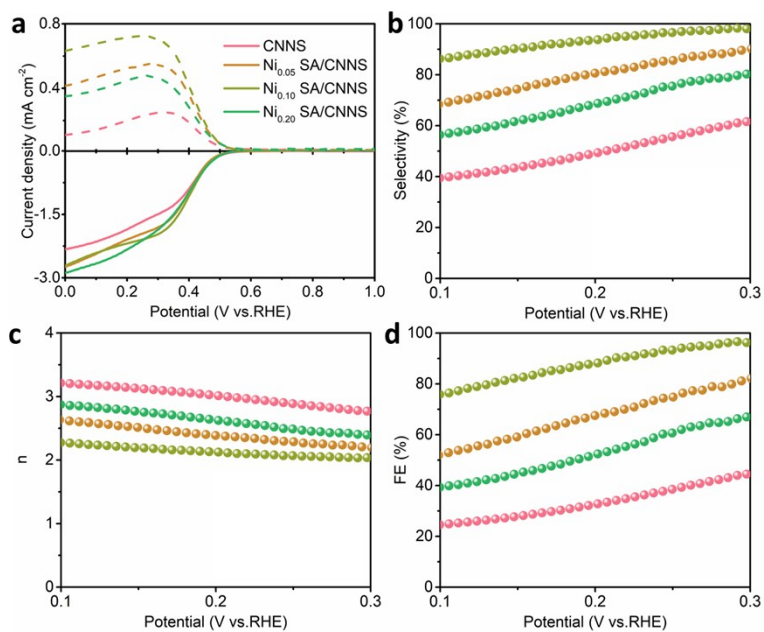 a
0.8
0.4
0.0
-1.5
-3.0
Current density (mA cm⁻²)
CNNS
Ni₀.₀₅ SA/CNNS
Ni₀.₁₀ SA/CNNS
Ni₀.₂₀ SA/CNNS
0.0 0.2 0.4 0.6 0.8 1.0
Potential (V vs.RHE)
b
100
80
60
40
20
0
Selectivity (%)
0.1 0.2 0.3
Potential (V vs.RHE)
c
4
3
2
1
0
n
0.1 0.2 0.3
Potential (V vs.RHE)
d
100
80
60
40
20
0
FE (%)
0.1 0.2 0.3
Potential (V vs.RHE)